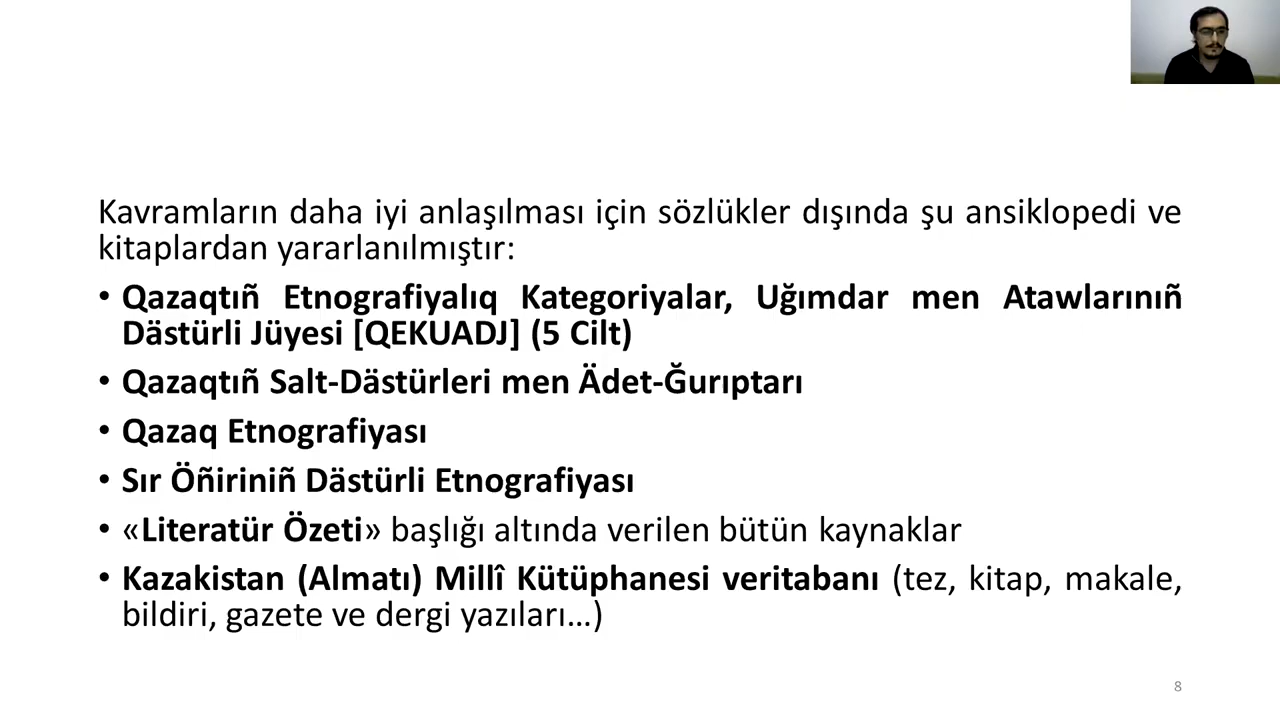 Kavramların daha iyi anlaşılması için sözlükler dışında şu ansiklopedi ve
kitaplardan yararlanılmıştır:
• Qazaqtıñ Etnografiyalıq Kategoriyalar, Uğımdar men Atawlarınıñ
Dästürli Jüyesi [QEKUADJ] (5 Cilt)
• Qazaqtıñ Salt-Dästürleri men Ädet-Ğurıptarı
• Qazaq Etnografiyası
• Sır Öñiriniñ Dästürli Etnografiyası
• «Literatür Özeti» başlığı altında verilen bütün kaynaklar
• Kazakistan (Almatı) Millî Kütüphanesi veritabanı (tez, kitap, makale,
bildiri, gazete ve dergi yazıları…)
8